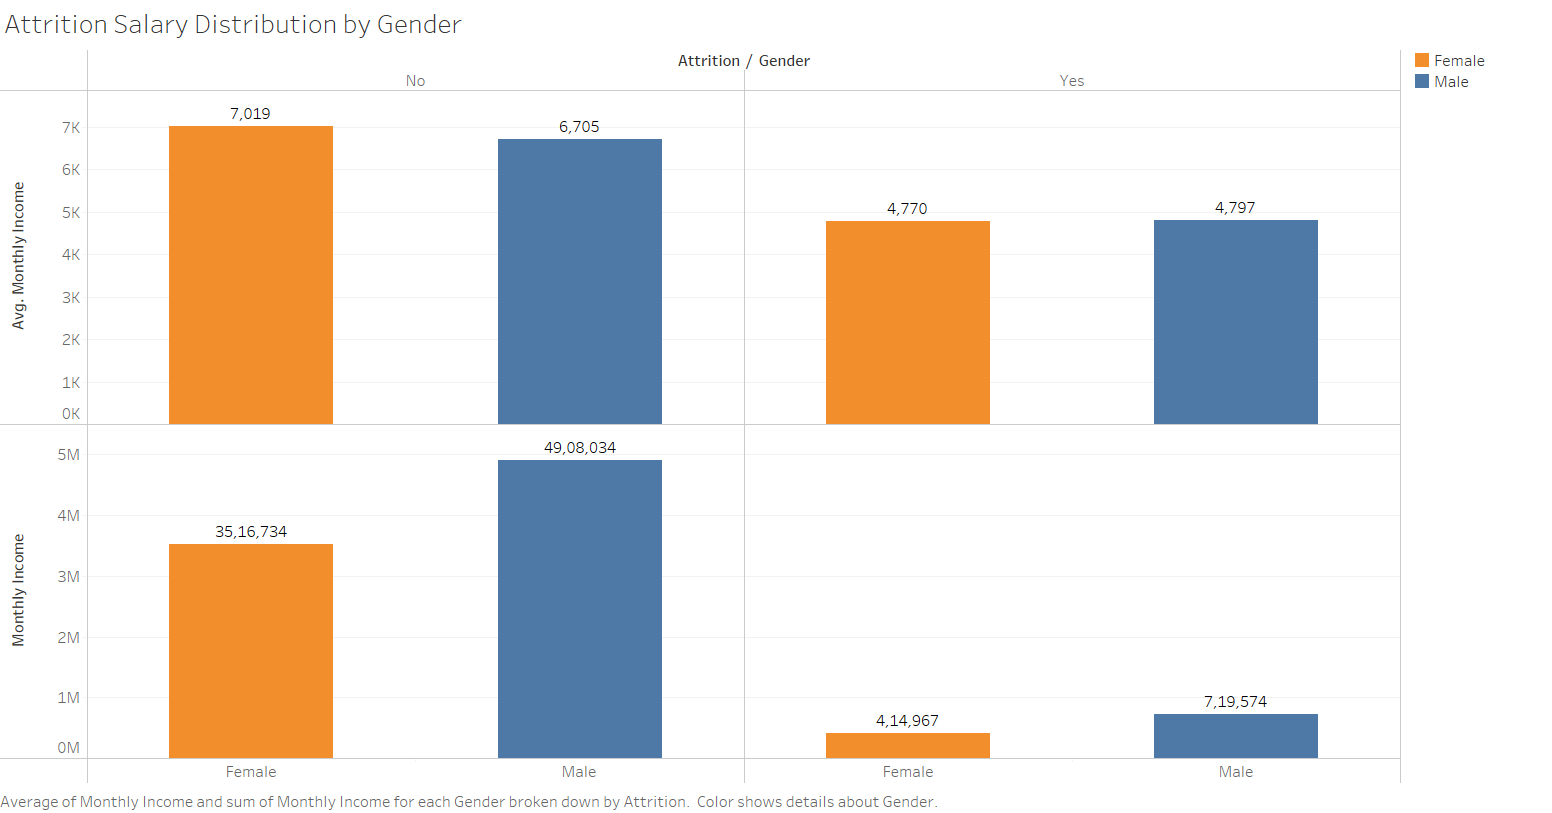 Attrition Salary Distribution by Gender
Attrition / Gender
No
Yes
Female
Male
Avg. Monthly Income
7K
6K
5K
4K
3K
2K
1K
0K
7,019
6,705
4,770
4,797
Monthly Income
5M
4M
3M
2M
1M
0M
35,16,734
49,08,034
4,14,967
7,19,574
Female
Male
Female
Male
Average of Monthly Income and sum of Monthly Income for each Gender broken down by Attrition. Color shows details about Gender.